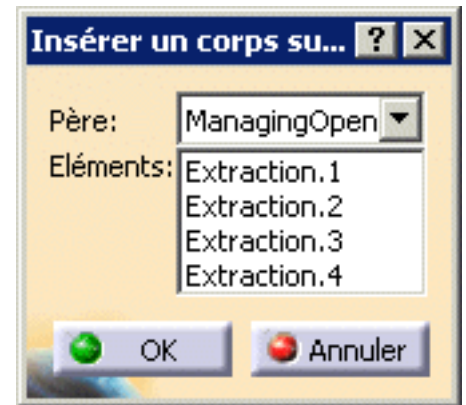 Insérer un corps su... ? X
Père: ManagingOpen
Eléments: Extraction.1
Extraction.2
Extraction.3
Extraction.4
OK Annuler